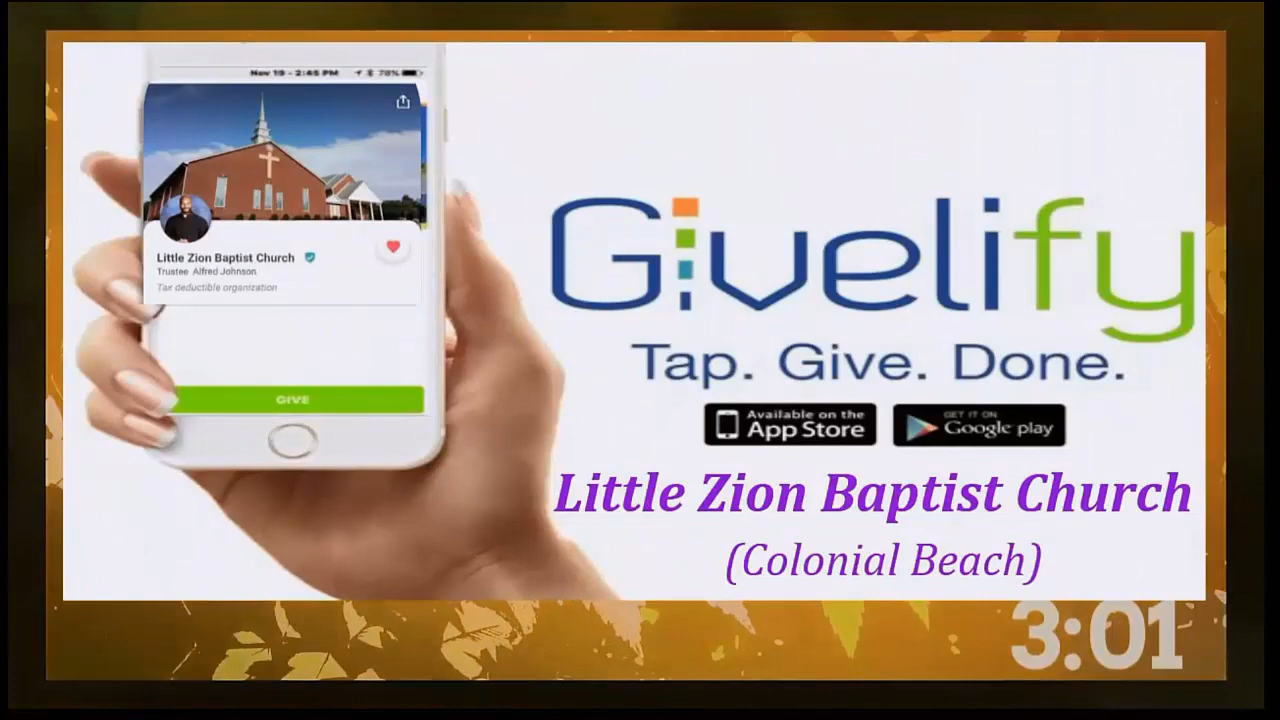 Nov 19 - 2:45 PM
78%
Little Zion Baptist Church
Trustee Alfred Johnson
Tax deductible organization
GIVE
Givelify
Tap. Give. Done.
Available on the
App Store
GET IT ON
Google play
Little Zion Baptist Church
(Colonial Beach)
3:01